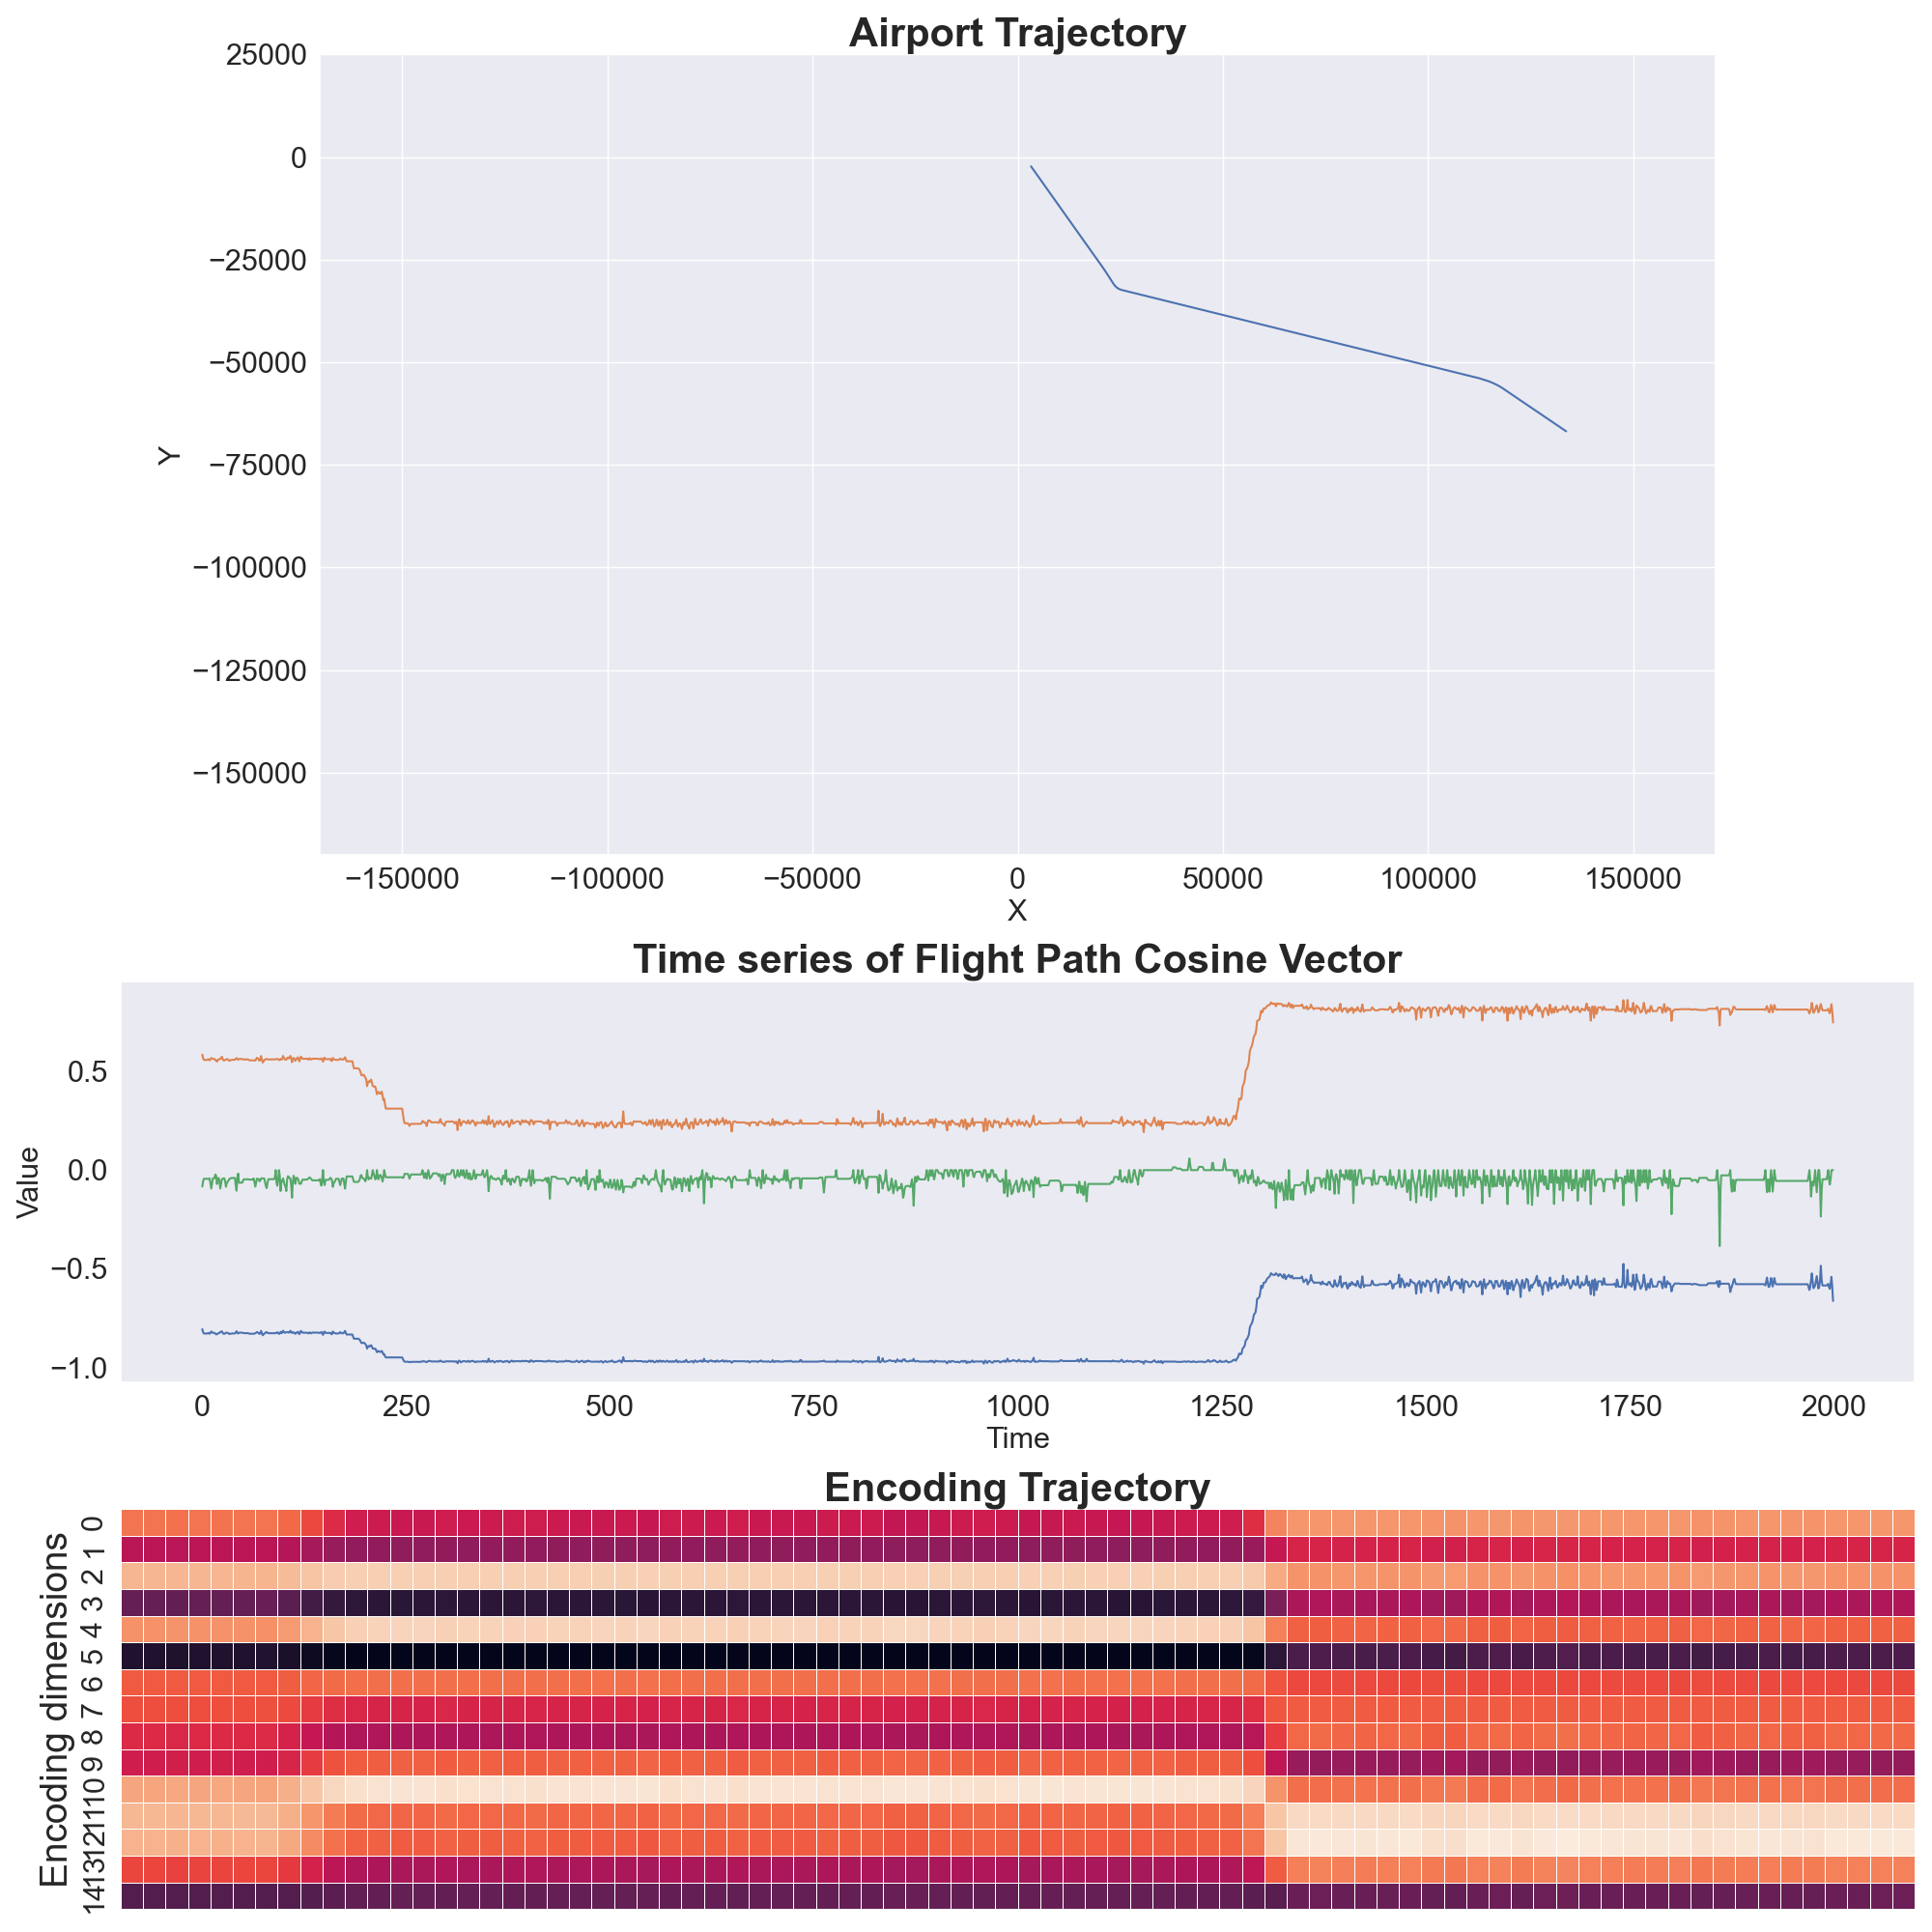 Airport Trajectory
25000
0
−25000
−50000
−75000
−100000
−125000
−150000
Y
−150000 −100000 −50000 0 50000 100000 150000
X
Time series of Flight Path Cosine Vector
0.5
0.0
−0.5
−1.0
Value
0 250 500 750 1000 1250 1500 1750 2000
Time
Encoding Trajectory
Encoding dimensions
0
1
2
3
4
5
6
7
8
9
10
11
12
13
14